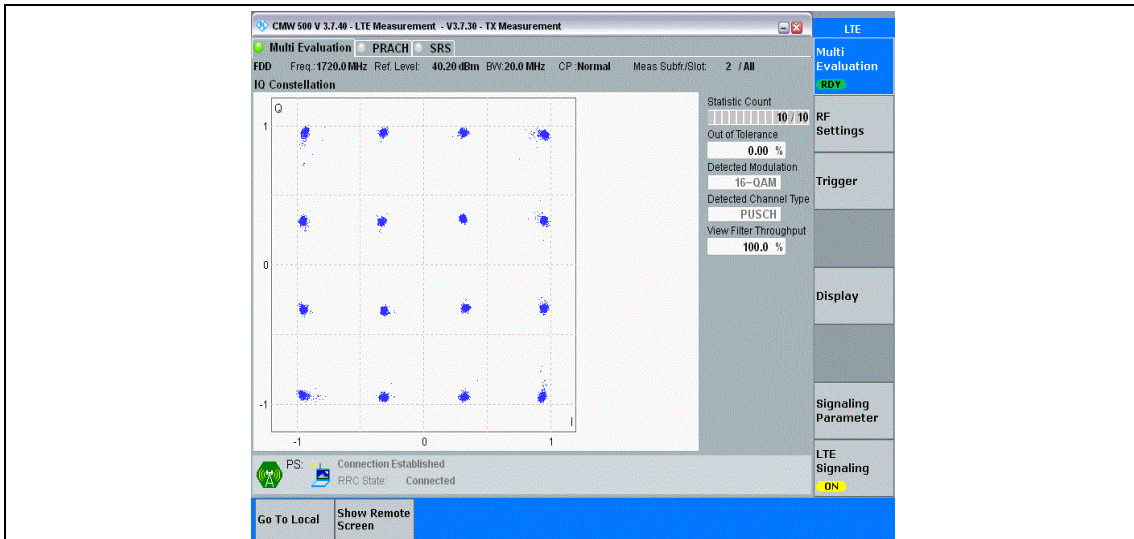 CMW 500 V 3.7.40 - LTE Measurement - V3.7.30 - TX Measurement
LTE
Multi Evaluation PRACH SRS
FDD Freq.:1720.0 MHz Ref. Level: 40.20 dBm BW:20.0 MHz CP :Normal Meas Subfr./Slot: 2 / All
IQ Constellation
Q
1
0
-1
-1 0 1
I
Statistic Count
10 / 10
Out of Tolerance
0.00 %
Detected Modulation
16-QAM
Detected Channel Type
PUSCH
View Filter Throughput
100.0 %
Multi
Evaluation
RDY
RF
Settings
Trigger
Display
Signaling
Parameter
LTE
Signaling
ON
PS: Connection Established
RRC State: Connected
Go To Local
Show Remote
Screen